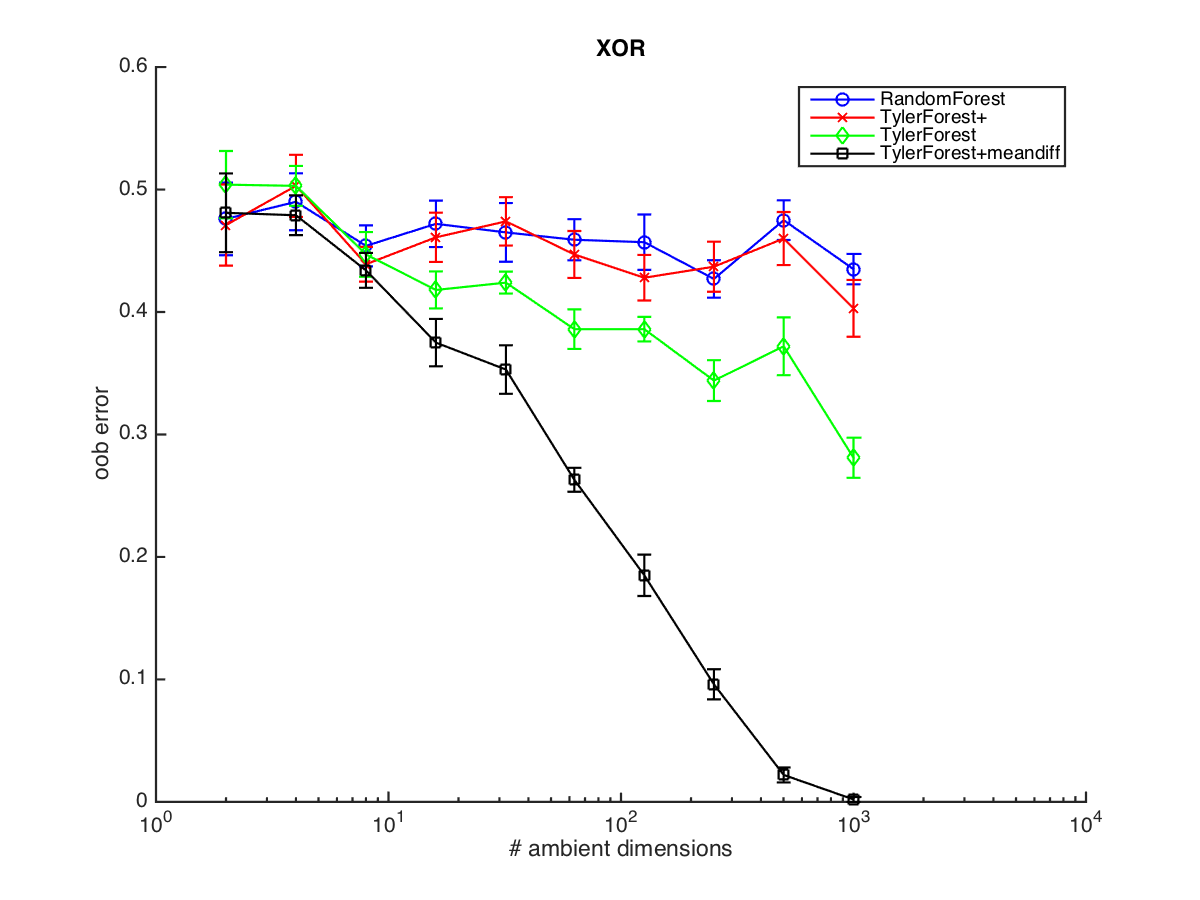 XOR
0.6
0.5
0.4
0.3
0.2
0.1
0
oob error
10^0
10^1
10^2
10^3
10^4
# ambient dimensions
RandomForest
TylerForest+
TylerForest
TylerForest+meandiff